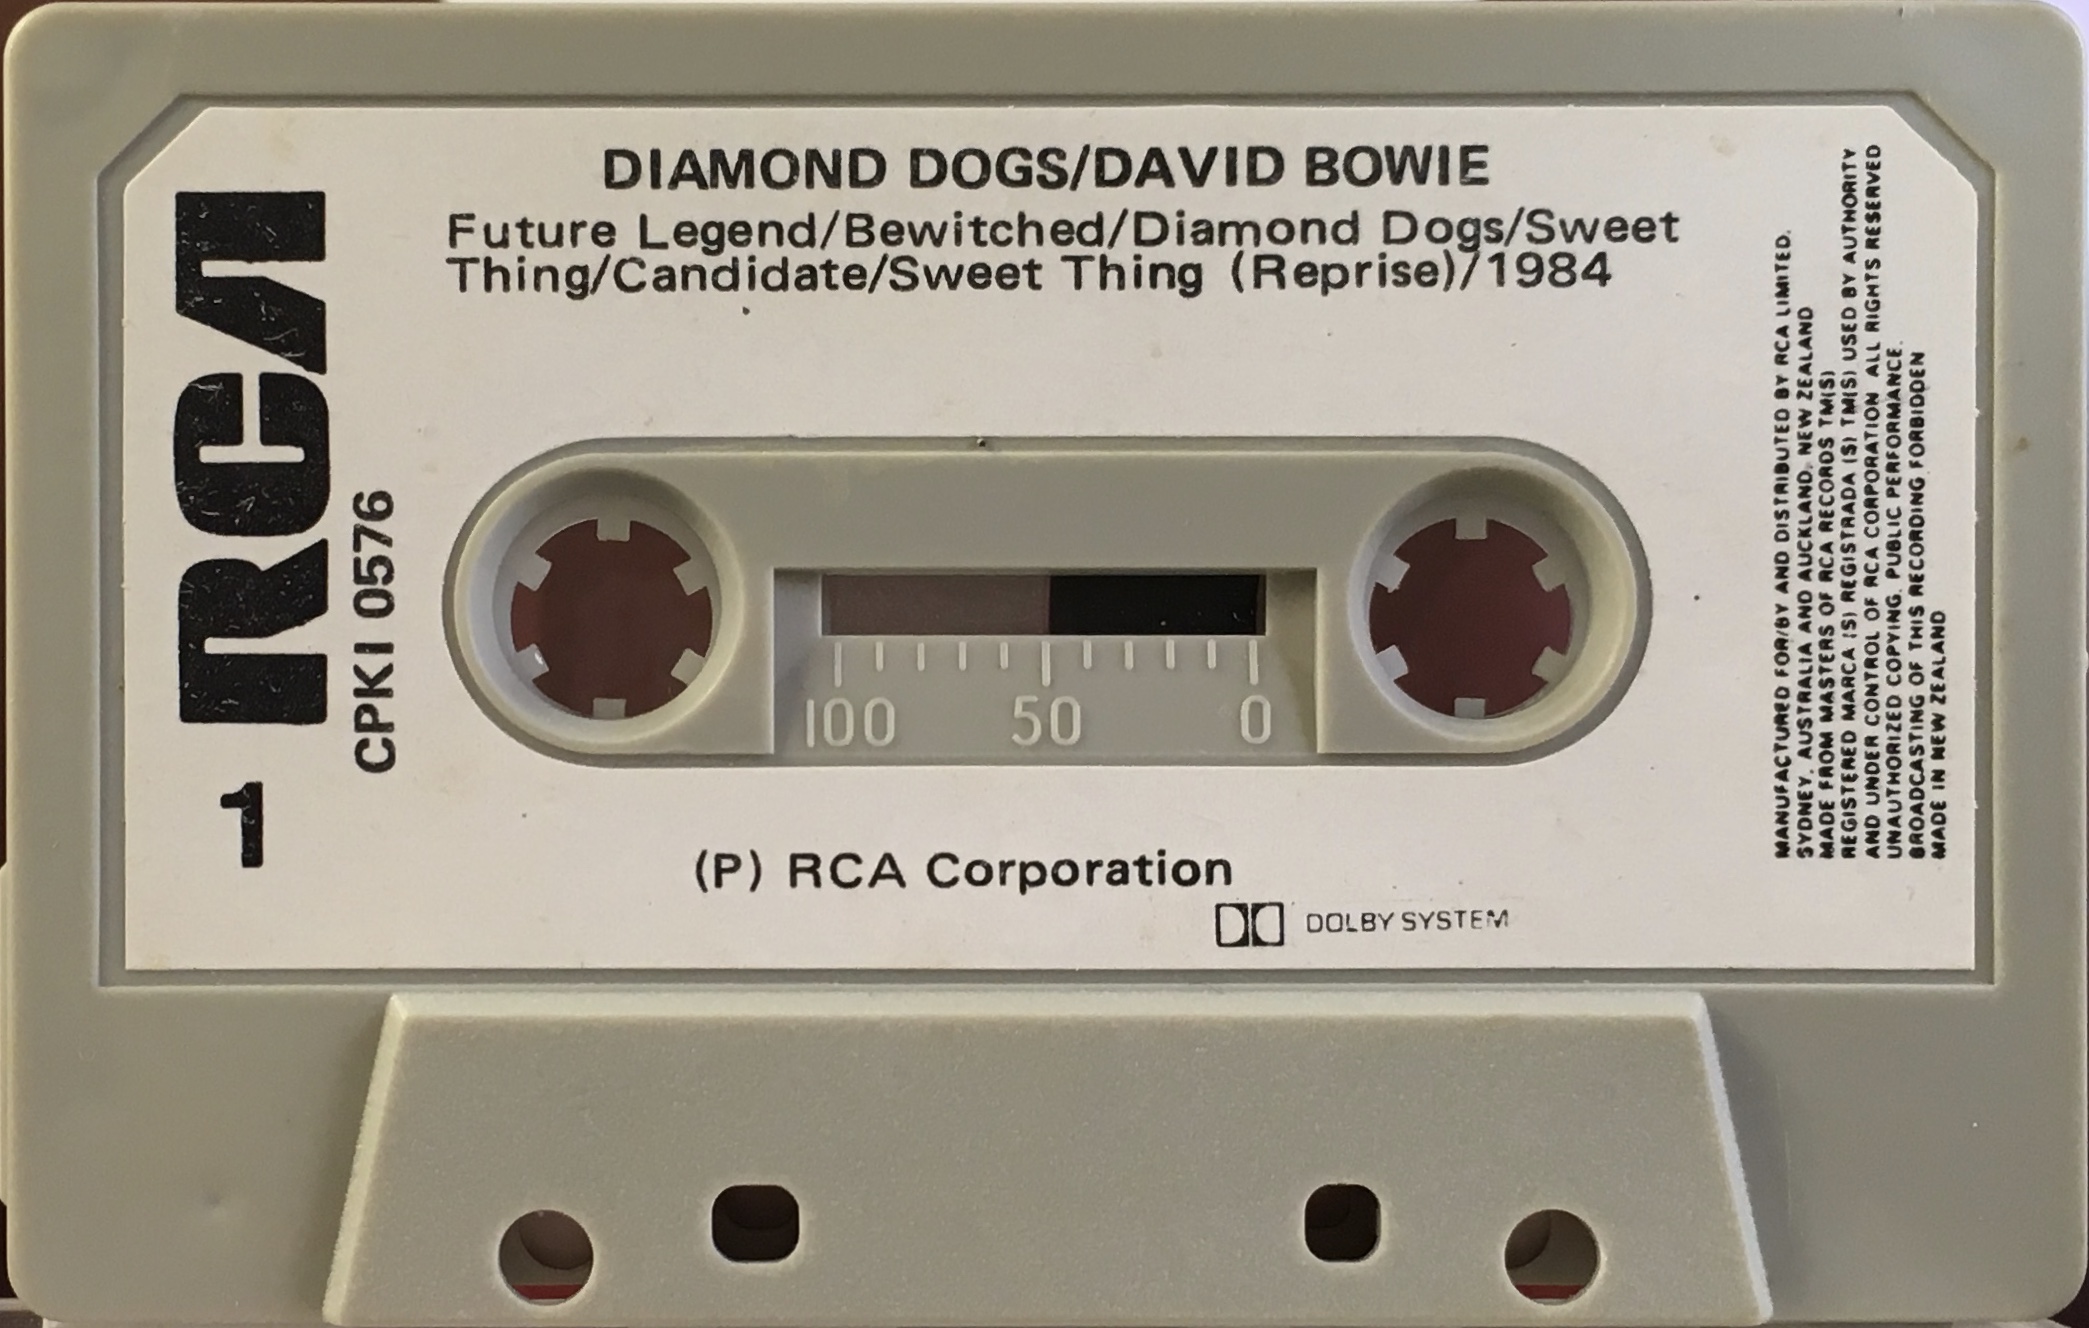 DIAMOND DOGS/DAVID BOWIE
Future Legend/Bewitched/Diamond Dogs/Sweet
Thing/Candidate/Sweet Thing (Reprise)/1984
RCA
CPKI 0576
1
100 50 0
(P) RCA Corporation
DOLBY SYSTEM
MANUFACTURED FOR/BY AND DISTRIBUTED BY RCA LIMITED.
SYDNEY, AUSTRALIA AND AUCKLAND, NEW ZEALAND
MADE FROM MASTERS OF RCA RECORDS TM(S)
REGISTERED MARCA (S) REGISTRADA (S) TM(S) USED BY AUTHORITY
AND UNDER CONTROL OF RCA CORPORATION ALL RIGHTS RESERVED
UNAUTHORIZED COPYING, PUBLIC PERFORMANCE.
BROADCASTING OF THIS RECORDING FORBIDDEN
MADE IN NEW ZEALAND